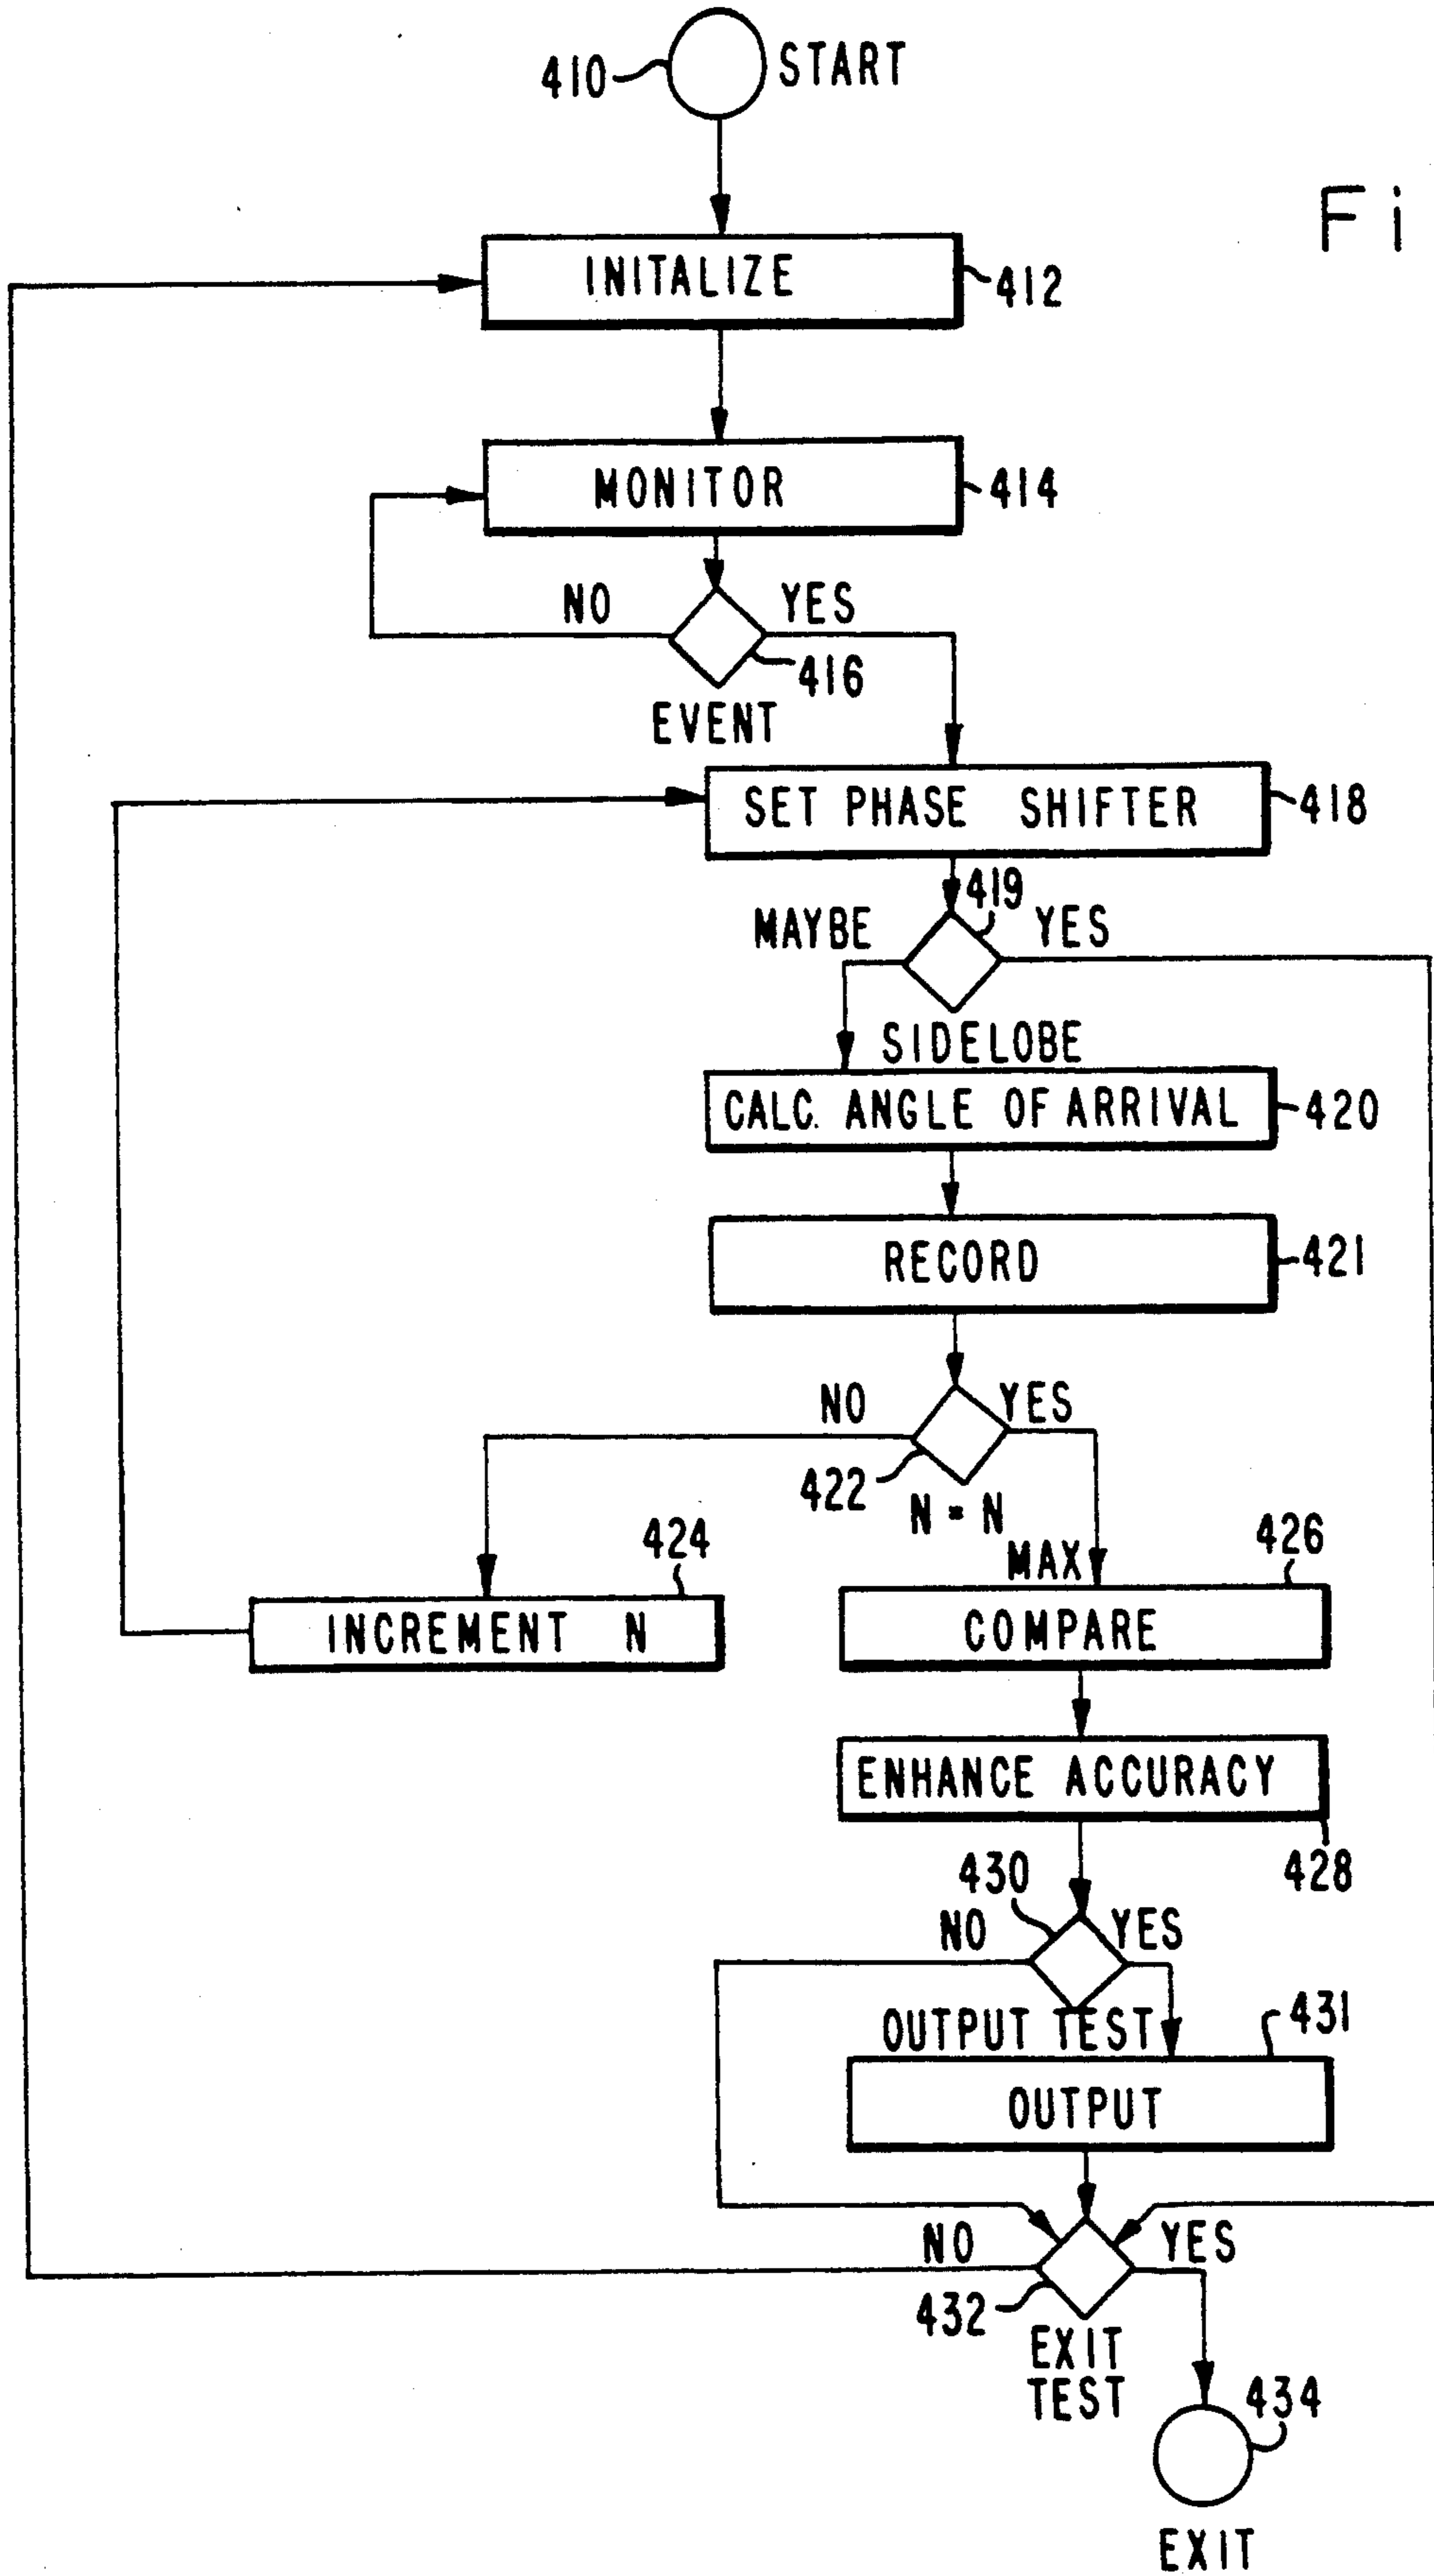 410 START
Fi
INITALIZE 412
MONITOR 414
NO YES
416
EVENT
SET PHASE SHIFTER 418
419
MAYBE YES
SIDELOBE
CALC. ANGLE OF ARRIVAL 420
RECORD 421
NO YES
422
N = N
MAX
424 426
INCREMENT N COMPARE
ENHANCE ACCURACY
428
430
NO YES
OUTPUT TEST 431
OUTPUT
NO YES
432
EXIT
TEST
434
EXIT